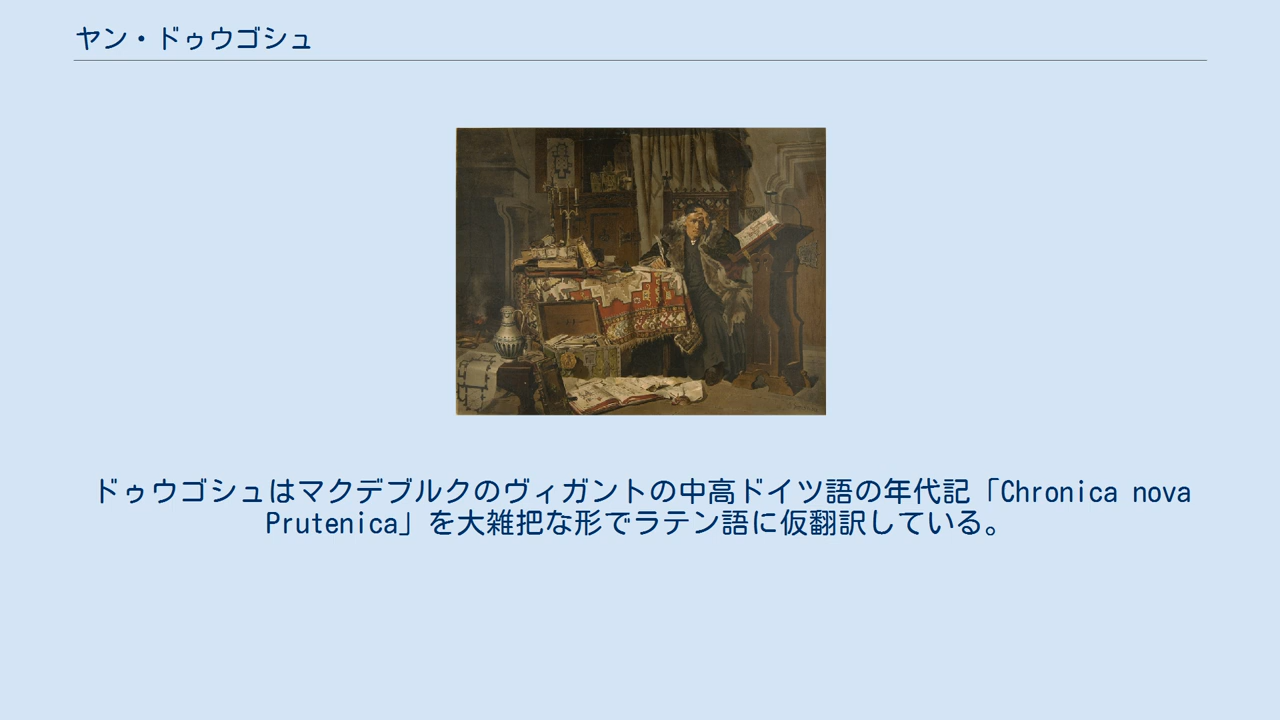 ヤン・ドゥウゴシュ
ドゥウゴシュはマクデブルクのヴィガントの中高ドイツ語の年代記「Chronica nova
Prutenica」を大雑把な形でラテン語に仮翻訳している。